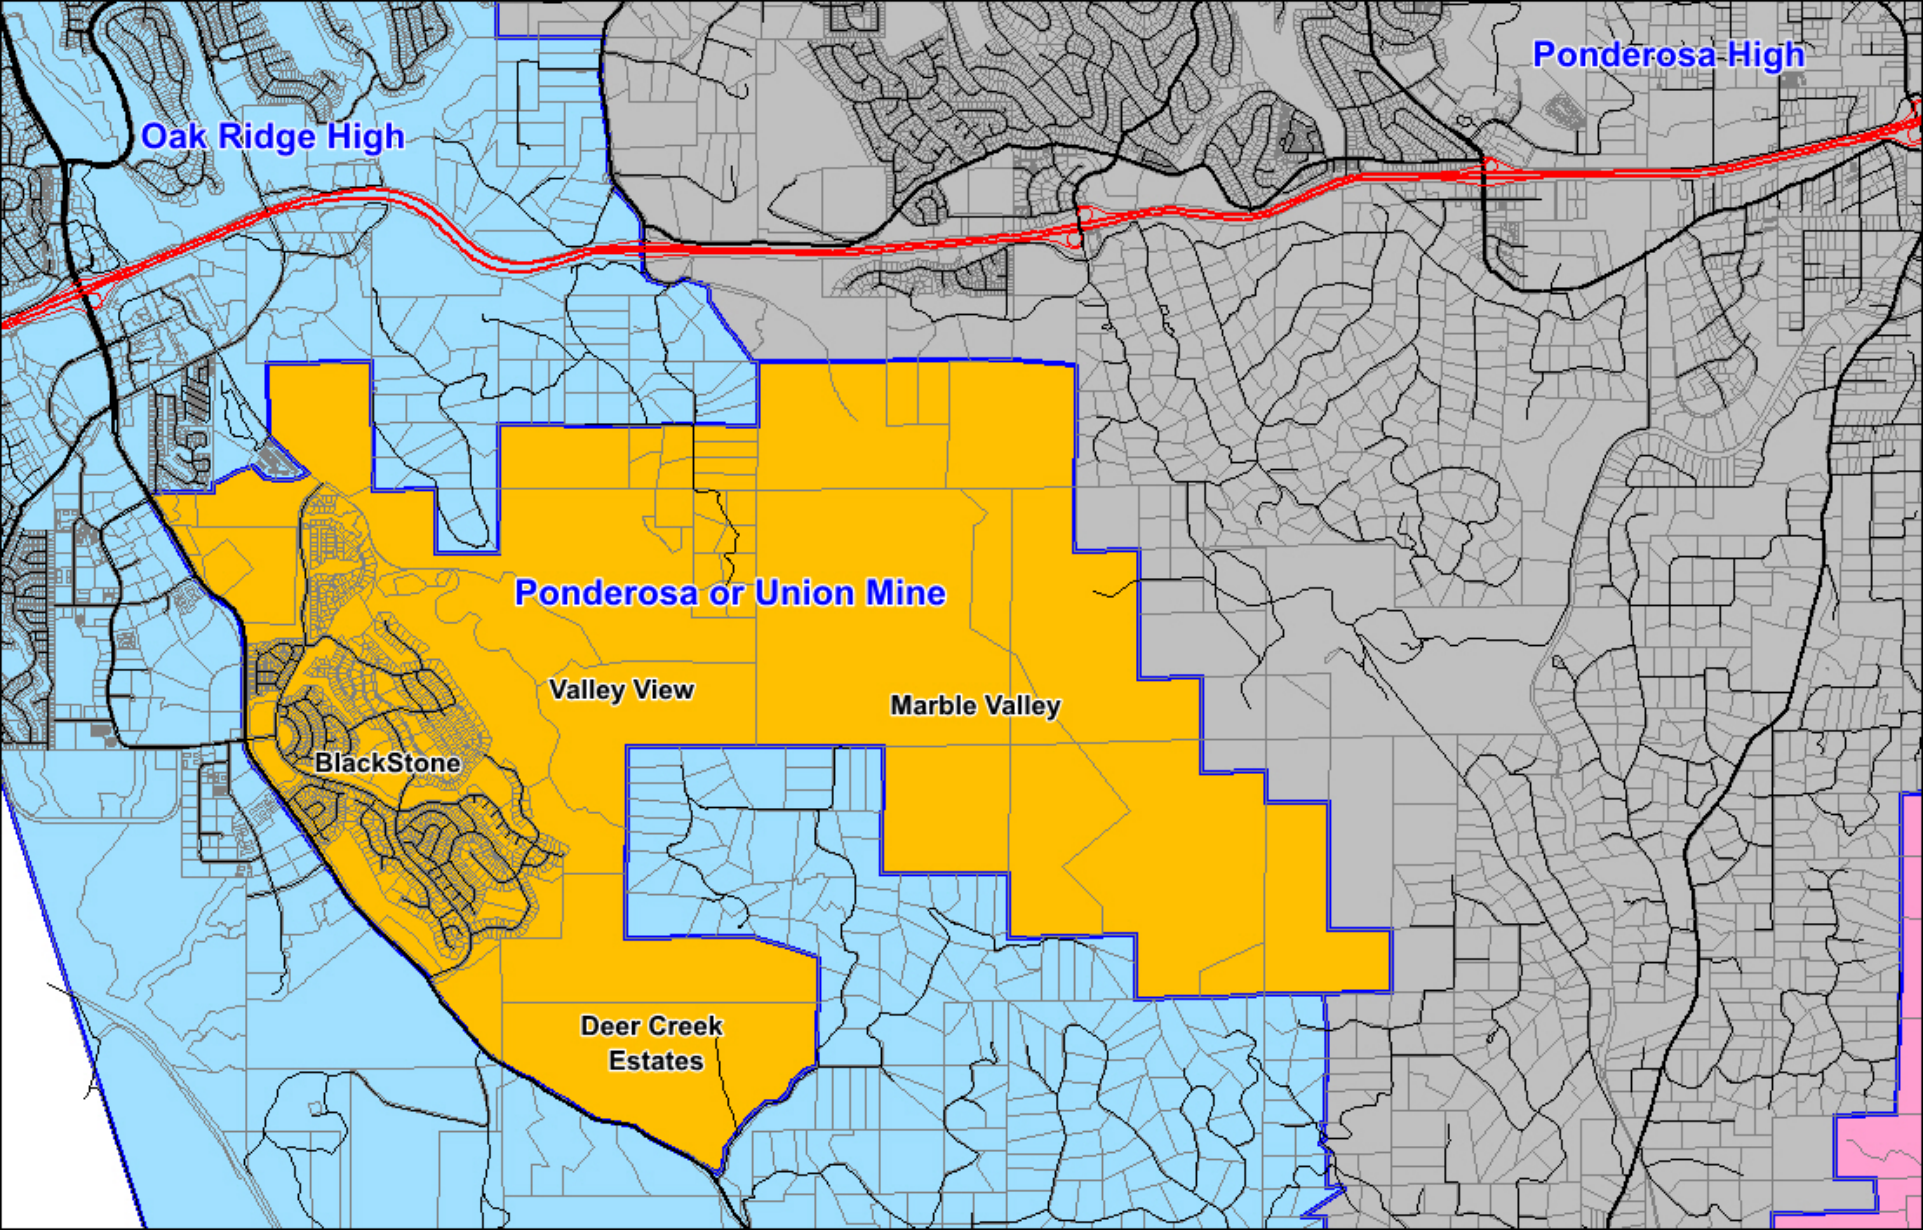 Ponderosa High
Oak Ridge High
Ponderosa or Union Mine
Valley View
Marble Valley
BlackStone
Deer Creek
Estates